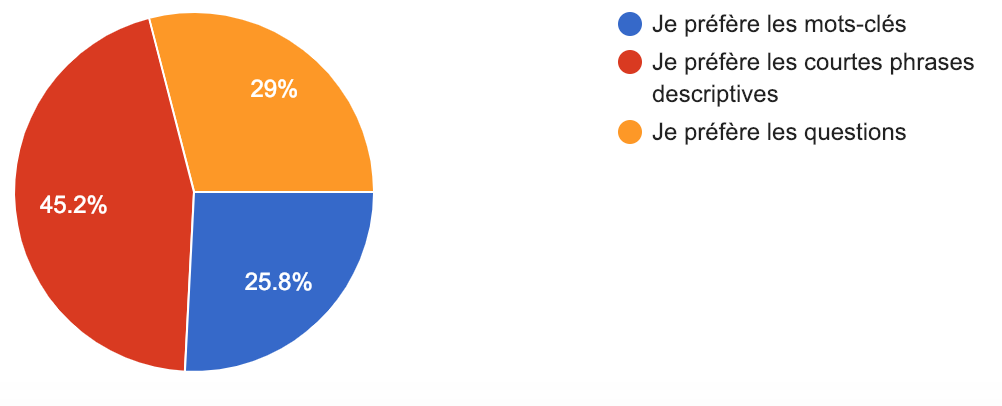 29%
45.2%
25.8%
Je préfère les mots-clés
Je préfère les courtes phrases
descriptives
Je préfère les questions